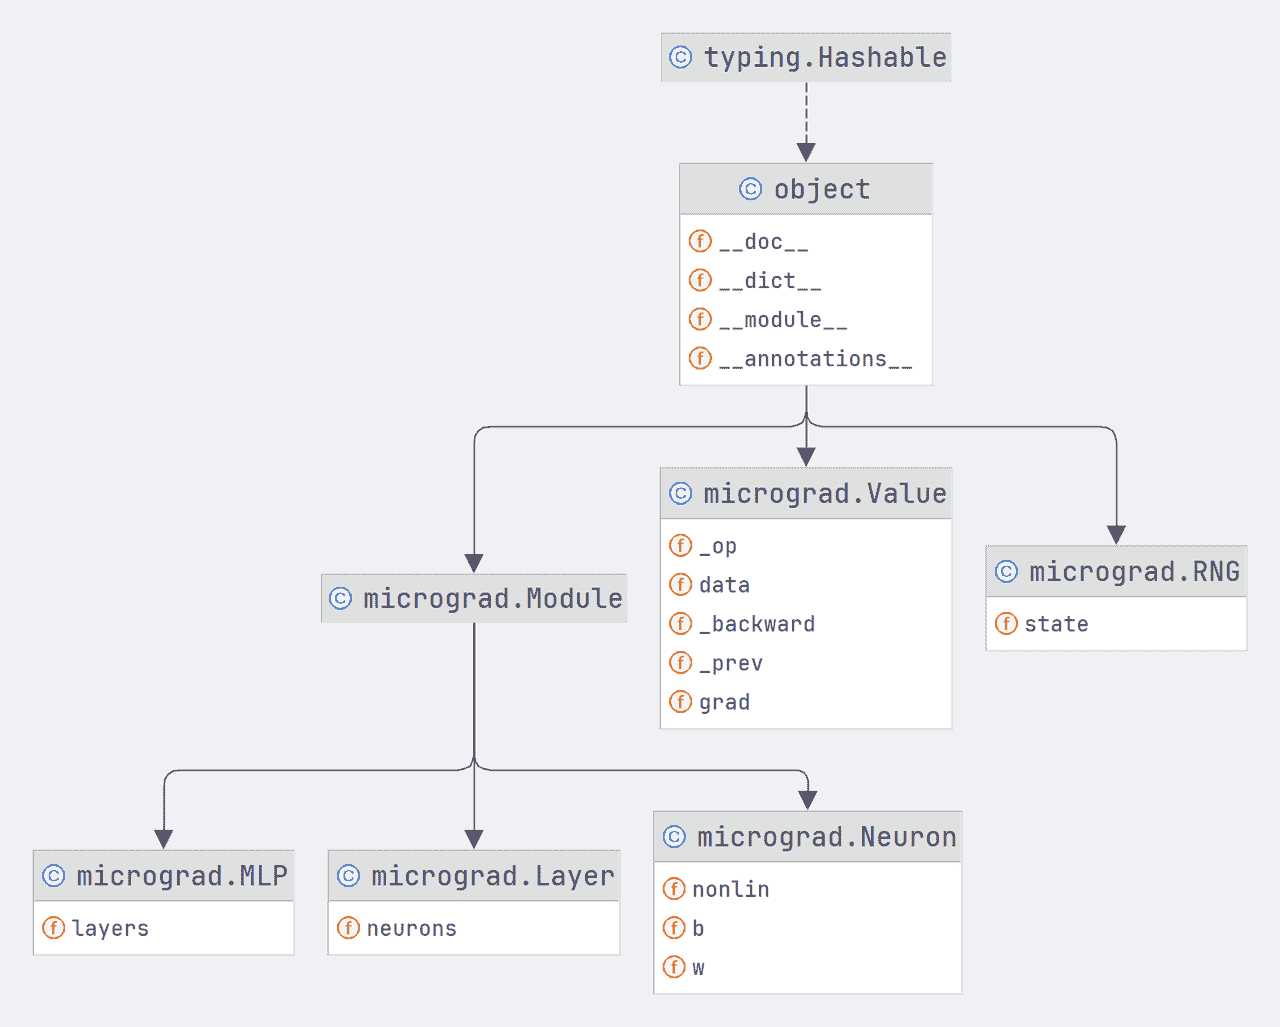 typing.Hashable
object
__doc__
__dict__
__module__
__annotations__
micrograd.Value
_op
data
_backward
_prev
grad
micrograd.RNG
state
micrograd.Module
micrograd.MLP
layers
micrograd.Layer
neurons
micrograd.Neuron
nonlin
b
w